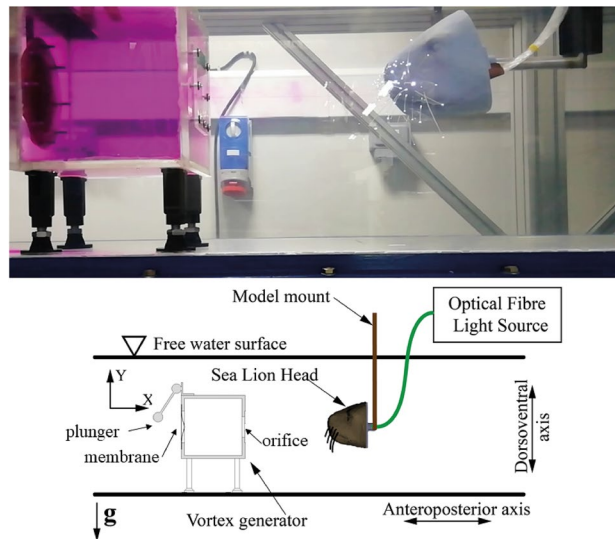 Model mount
Optical Fibre
Light Source
Free water surface
Y
X
Sea Lion Head
plunger
membrane
orifice
Dorsoventral
axis
Vortex generator
Anteroposterior axis
g